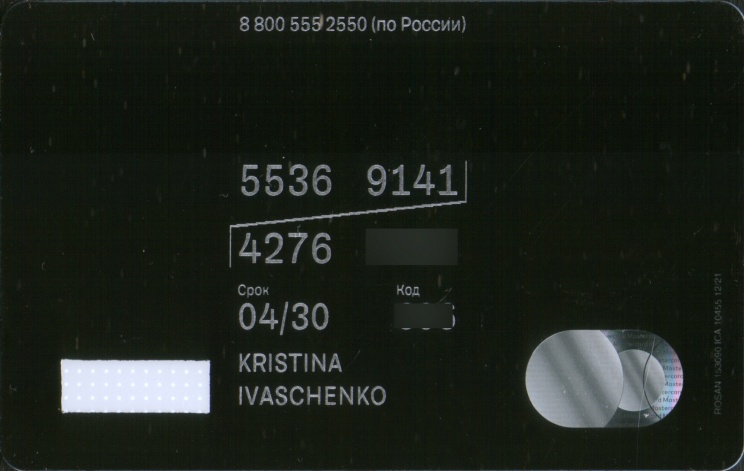 8 800 555 2550 (по России)
5536 9141
4276
Срок Код
04/30
KRISTINA
IVASCHENKO